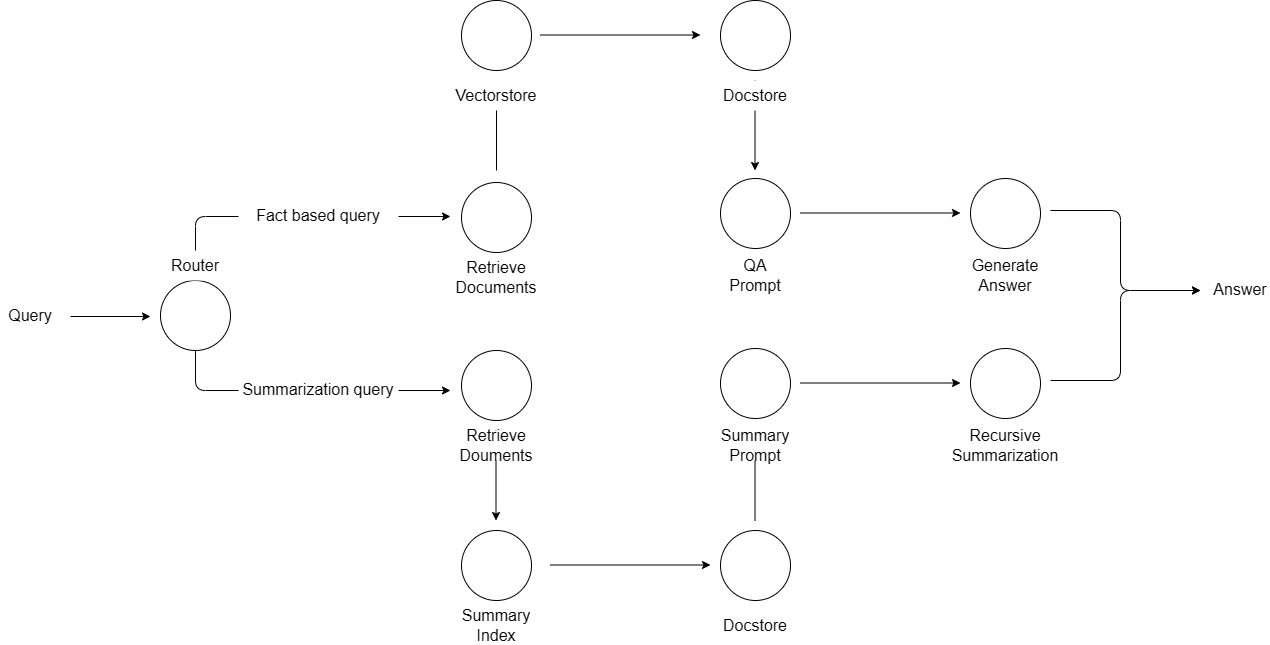 Vectorstore
Docstore
Fact based query
Router
Retrieve
Documents
QA
Prompt
Generate
Answer
Query
Answer
Summarization query
Retrieve
Douments
Summary
Prompt
Recursive
Summarization
Summary
Index
Docstore